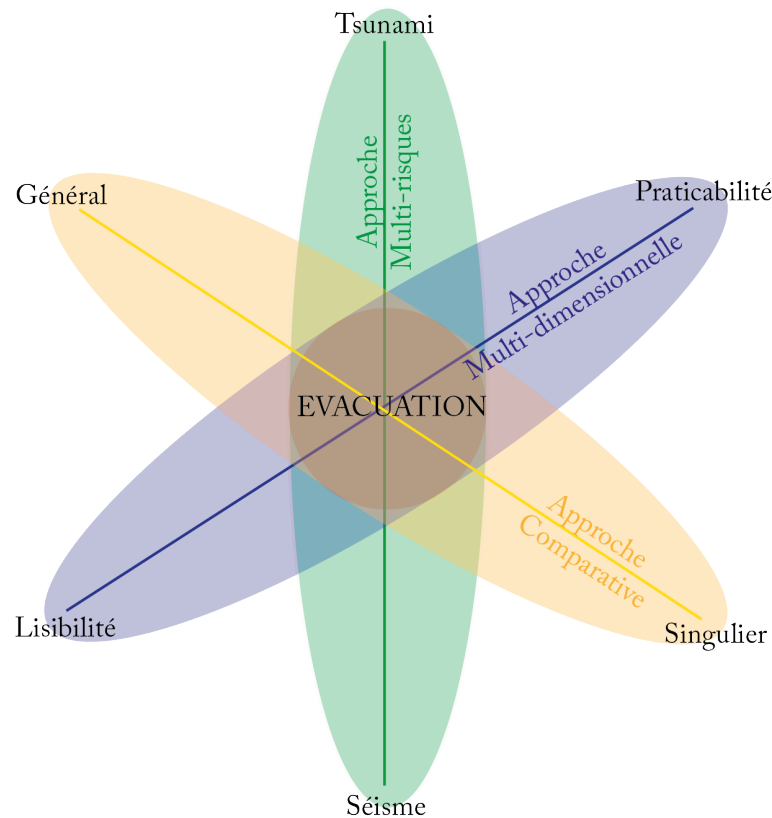 Tsunami
Approche
Multi-risques
Général
Praticabilité
Approche
Multi-dimensionnelle
EVACUATION
Approche
Comparative
Lisibilité
Singulier
Séisme